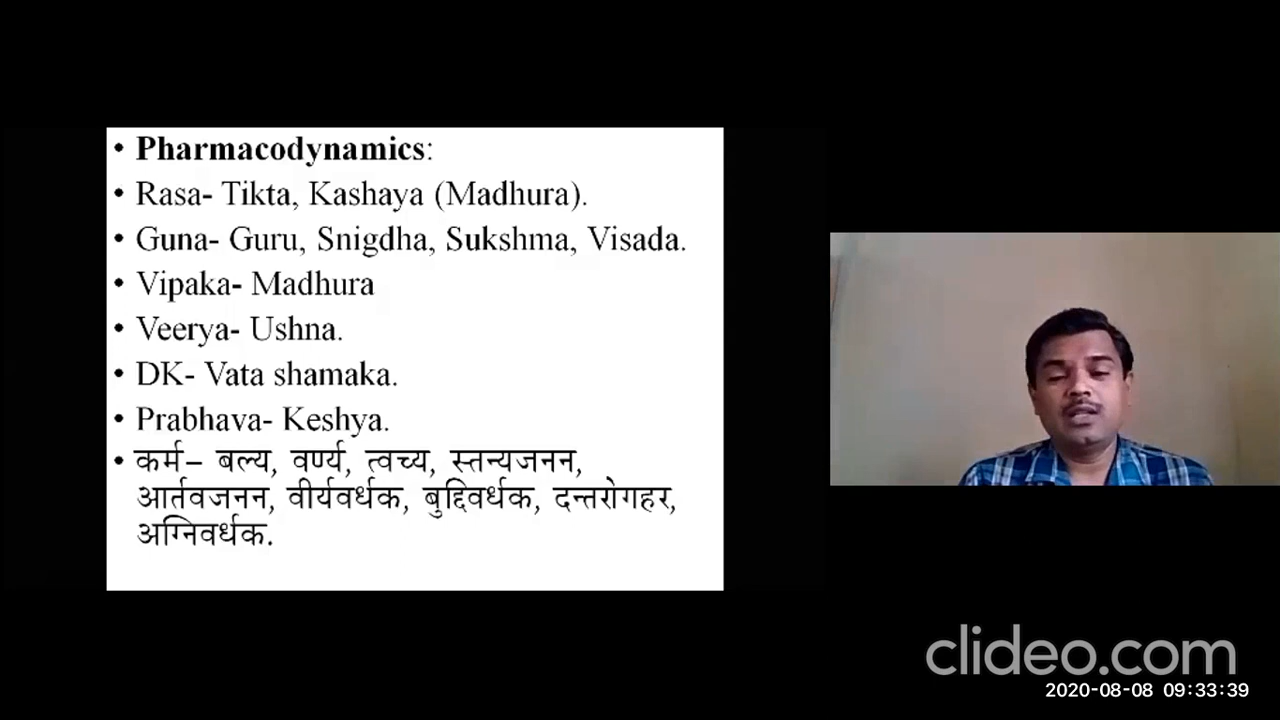 • Pharmacodynamics:
• Rasa- Tikta, Kashaya (Madhura).
• Guna- Guru, Snigdha, Sukshma, Visada.
• Vipaka- Madhura
• Veerya- Ushna.
• DK- Vata shamaka.
• Prabhava- Keshya.
• कर्म– बल्य, वर्ण्य, त्वच्य, स्तन्यजनन,
आर्तवजनन, वीर्यवर्धक, बुद्दिवर्धक, दन्तरोगहर,
अग्निवर्धक.
clideo.com
2020-08-08 09:33:39